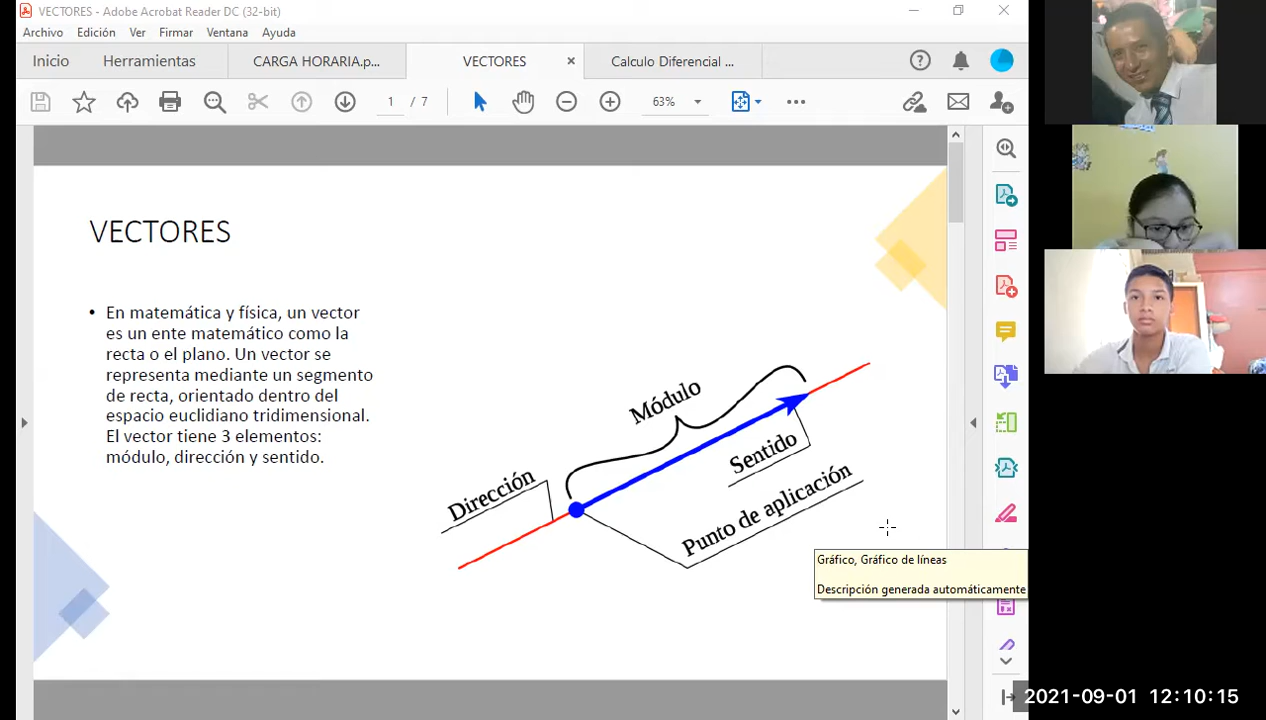 VECTORES - Adobe Acrobat Reader DC (32-bit)
Archivo Edición Ver Firmar Ventana Ayuda
Inicio Herramientas CARGA HORARIA.p... VECTORES × Calculo Diferencial ...
1 / 7 63%
VECTORES
• En matemática y física, un vector
es un ente matemático como la
recta o el plano. Un vector se
representa mediante un segmento
de recta, orientado dentro del
espacio euclidiano tridimensional.
El vector tiene 3 elementos:
módulo, dirección y sentido.
Módulo
Sentido
Dirección
Punto de aplicación
Gráfico, Gráfico de líneas
Descripción generada automáticamente
2021-09-01 12:10:15